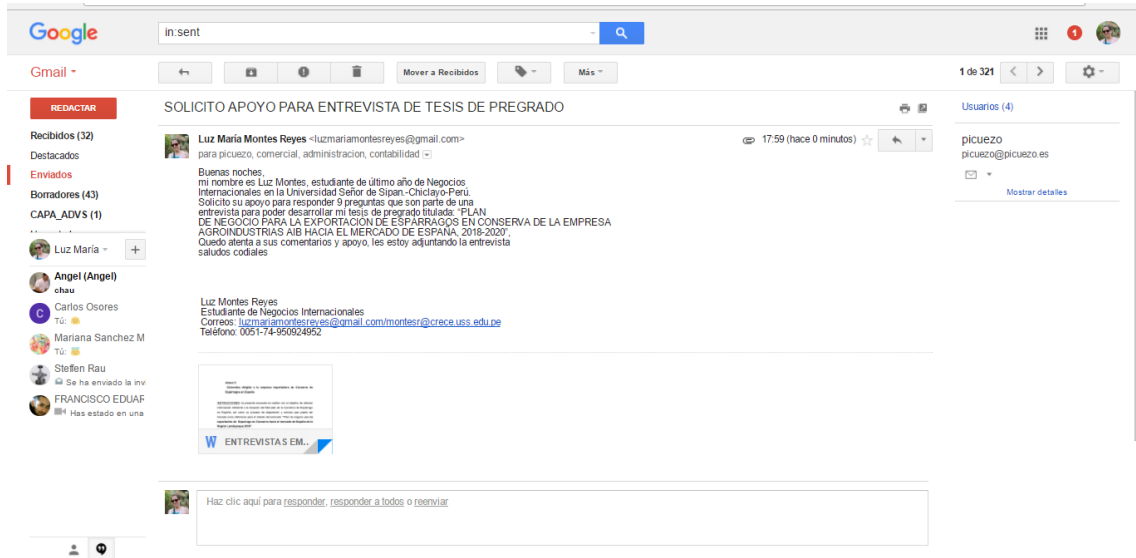 Google
in:sent
1
Gmail
Mover a Recibidos
Más
1 de 321
REDACTAR
Recibidos (32)
Destacados
Enviados
Borradores (43)
CAPA_ADVS (1)
Luz María
Angel (Angel)
chau
Carlos Osores
Tú:
Mariana Sanchez M
Tú:
Steffen Rau
Se ha enviado la inv
FRANCISCO EDUAR
Has estado en una
SOLICITO APOYO PARA ENTREVISTA DE TESIS DE PREGRADO
Luz María Montes Reyes <luzmariamontesreyes@gmail.com>
17:59 (hace 0 minutos)
para picuezo, comercial, administracion, contabilidad
Buenas noches,
mi nombre es Luz Montes, estudiante de último año de Negocios
Internacionales en la Universidad Señor de Sipan.-Chiclayo-Perú.
Solicito su apoyo para responder 9 preguntas que son parte de una
entrevista para poder desarrollar mi tesis de pregrado titulada: “PLAN
DE NEGOCIO PARA LA EXPORTACIÓN DE ESPÁRRAGOS EN CONSERVA DE LA EMPRESA
AGROINDUSTRIAS AIB HACIA EL MERCADO DE ESPAÑA, 2018-2020”,
Quedo atenta a sus comentarios y apoyo, les estoy adjuntando la entrevista
saludos codiales
Luz Montes Reyes
Estudiante de Negocios Internacionales
Correos: luzmariamontesreyes@gmail.com/montesr@crece.uss.edu.pe
Teléfono: 0051-74-950924952
W ENTREVISTAS EM...
Haz clic aquí para responder, responder a todos o reenviar
Usuarios (4)
picuezo
picuezo@picuezo.es
Mostrar detalles